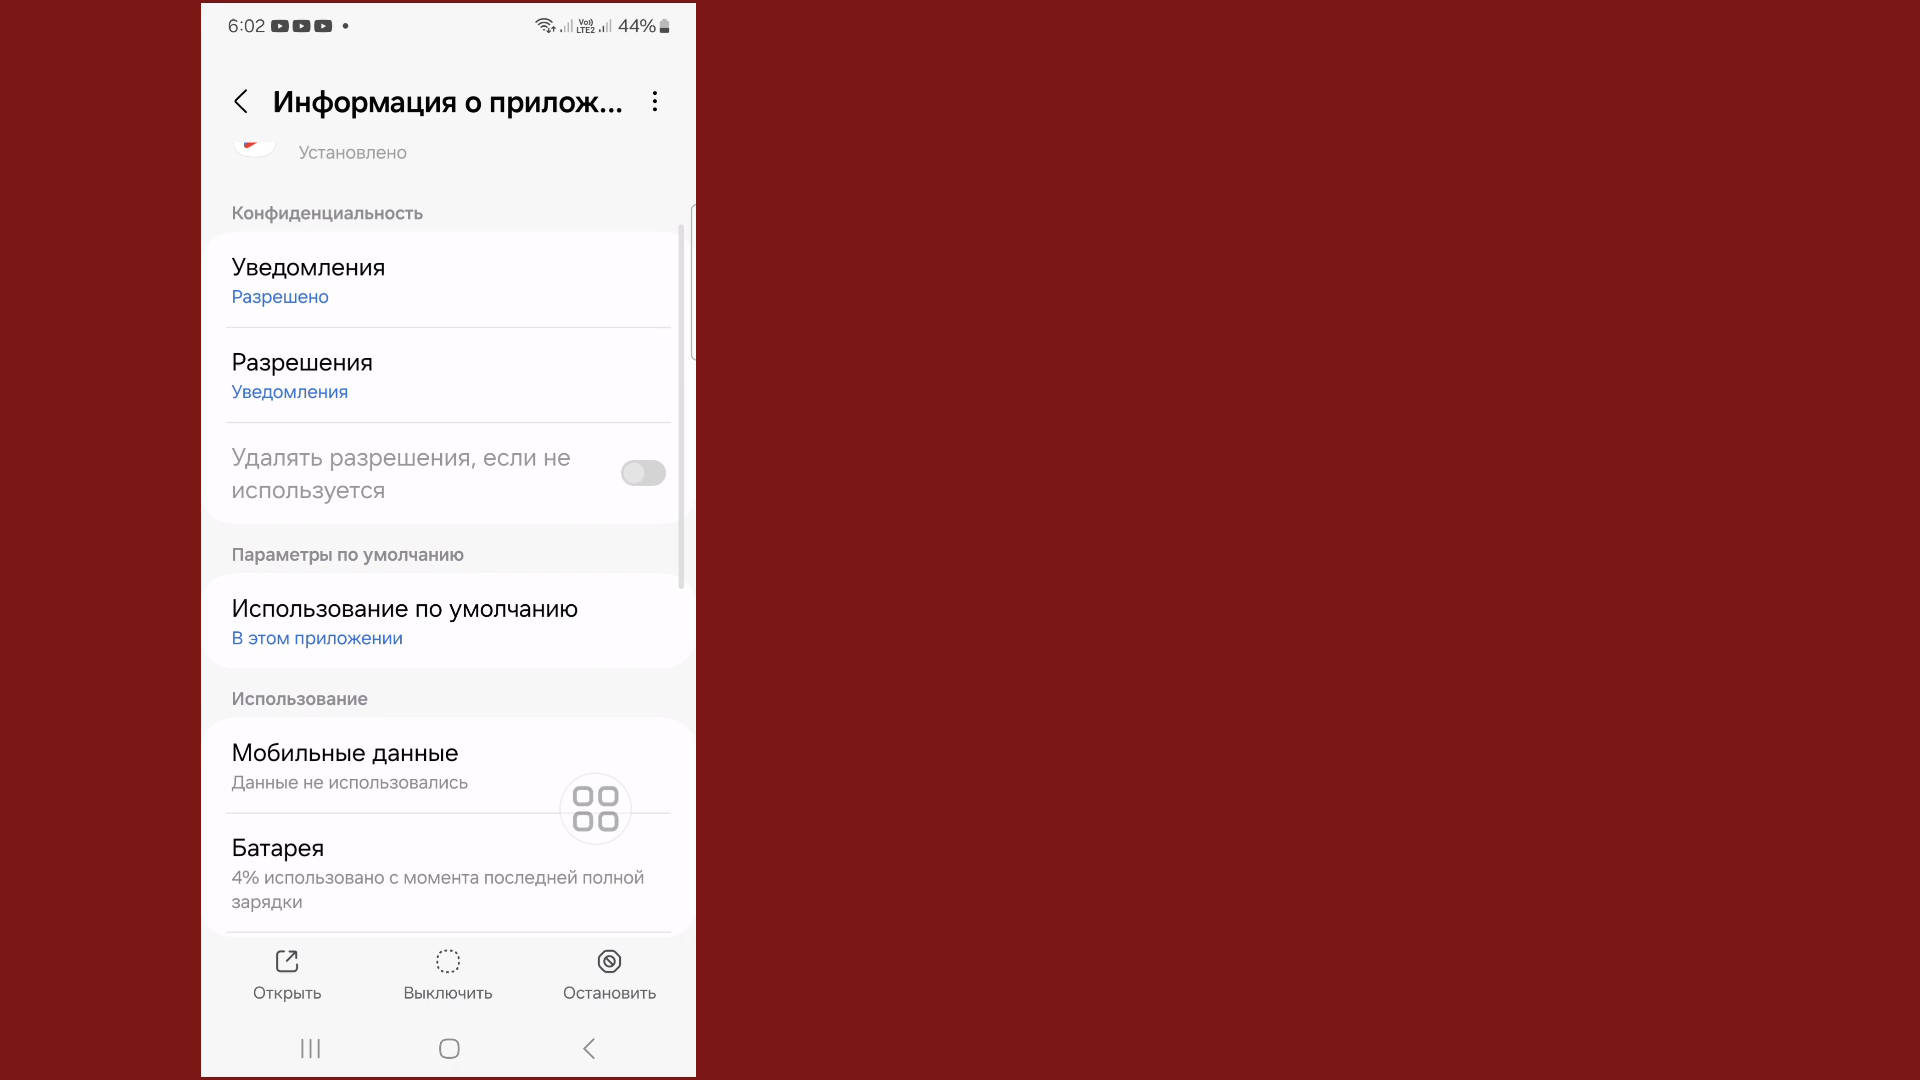 6:02
Vo)) LTE2 44%
Информация о прилож...
Установлено
Конфиденциальность
Уведомления
Разрешено
Разрешения
Уведомления
Удалять разрешения, если не
используется
Параметры по умолчанию
Использование по умолчанию
В этом приложении
Использование
Мобильные данные
Данные не использовались
Батарея
4% использовано с момента последней полной
зарядки
Открыть Выключить Остановить